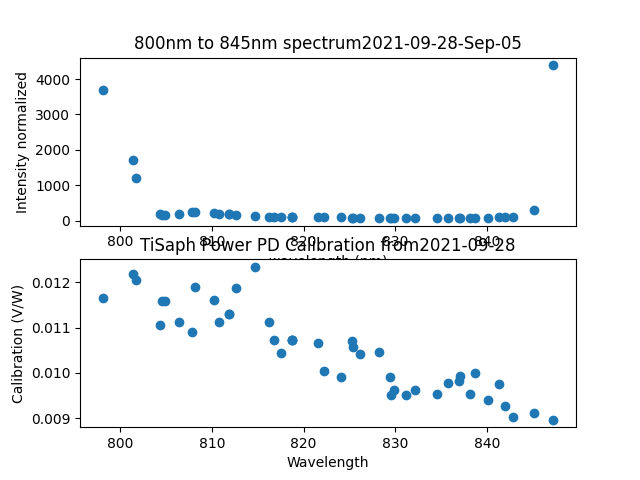 800nm to 845nm spectrum2021-09-28-Sep-05
Intensity normalized
4000
3000
2000
1000
0
800 810 820 830 840
wavelength (nm)
TiSaph Power PD Calibration from2021-09-28
Calibration (V/W)
0.012
0.011
0.010
0.009
800 810 820 830 840
Wavelength